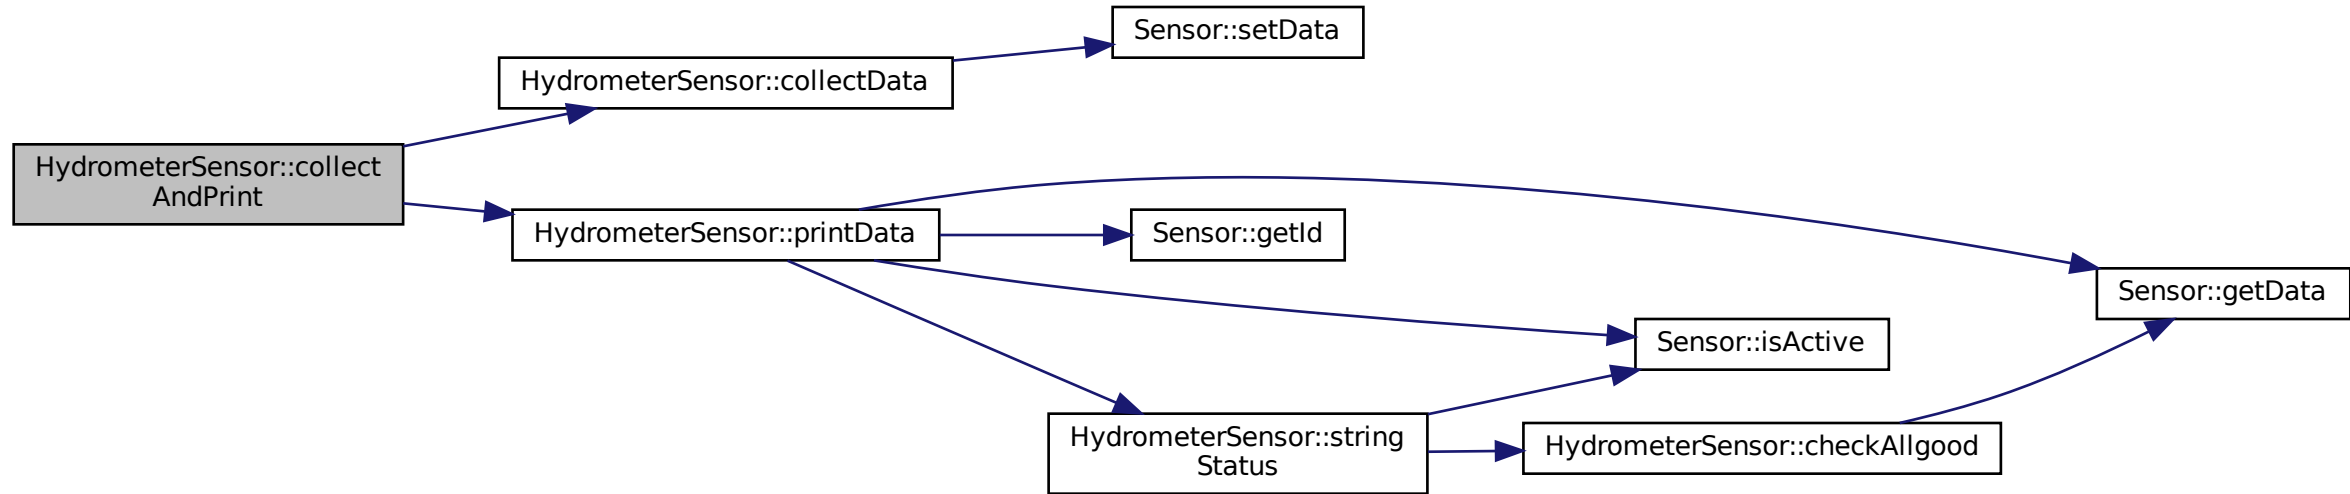 Sensor::setData
HydrometerSensor::collectData
HydrometerSensor::collect
AndPrint
HydrometerSensor::printData
Sensor::getId
Sensor::getData
Sensor::isActive
HydrometerSensor::string
Status
HydrometerSensor::checkAllgood